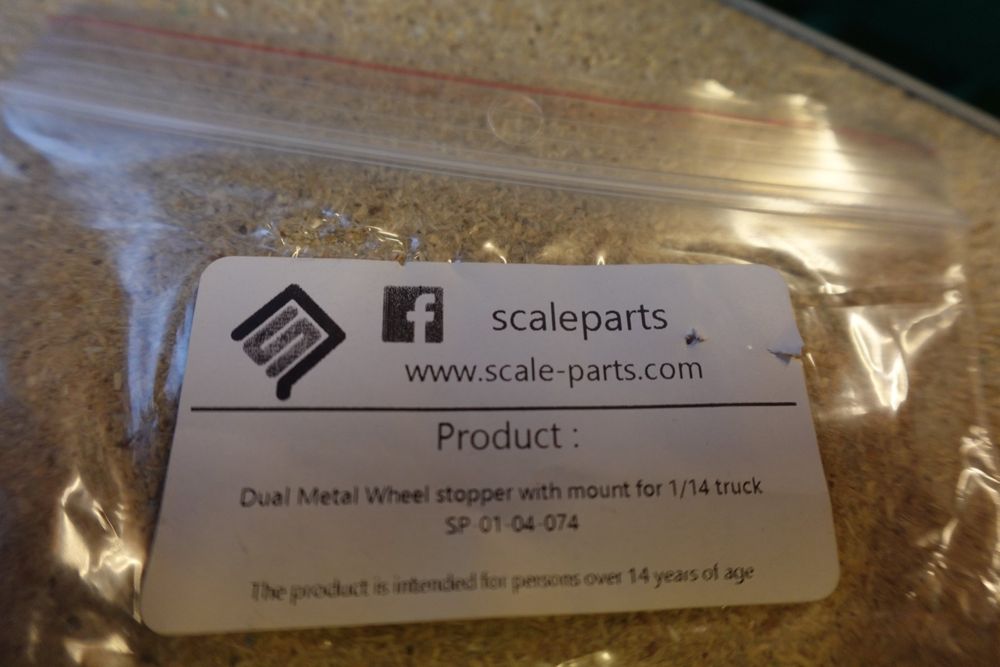 scaleparts
www.scale-parts.com
Product :
Dual Metal Wheel stopper with mount for 1/14 truck
SP-01-04-074
The product is intended for persons over 14 years of age